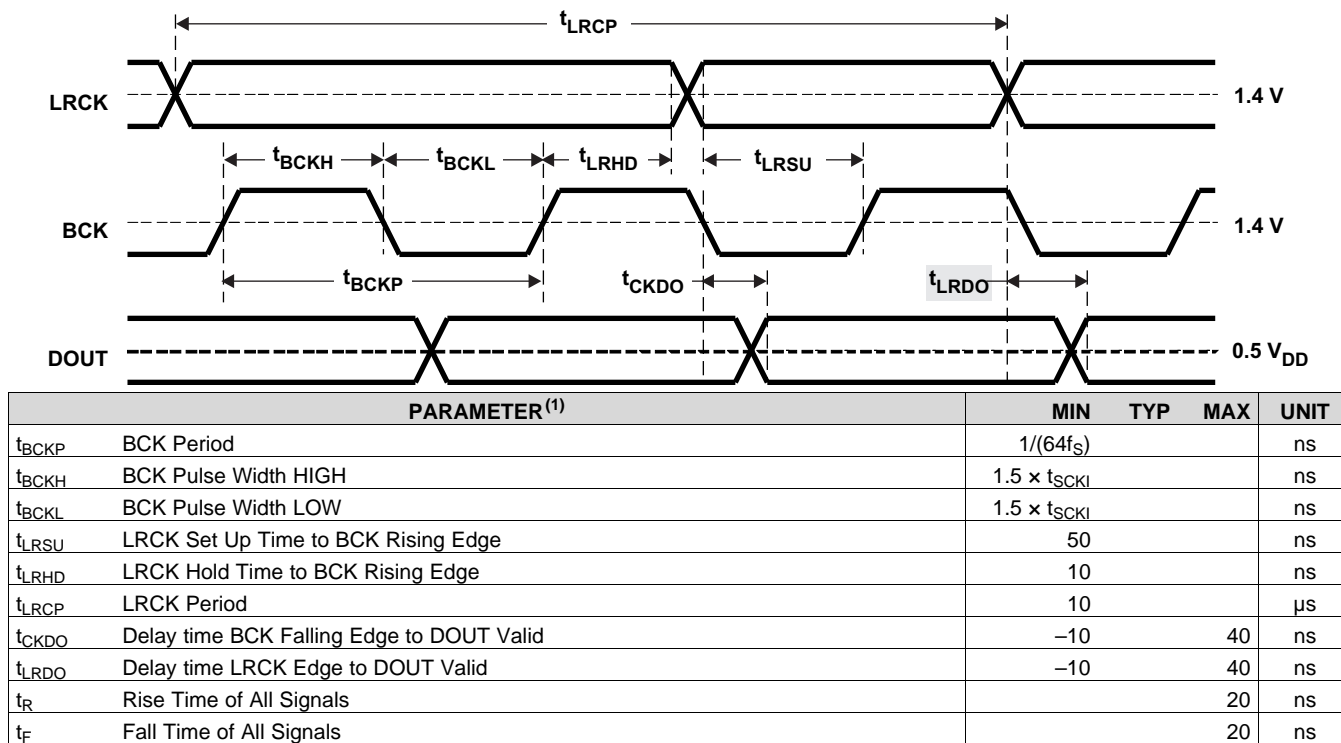 tLRCP
LRCK
1.4 V
tBCKH tBCKL tLRHD tLRSU
BCK
1.4 V
tBCKP tCKDO tLRDO
DOUT
0.5 VDD
PARAMETER(1) MIN TYP MAX UNIT
tBCKP BCK Period 1/(64fS) ns
tBCKH BCK Pulse Width HIGH 1.5 × tSCKI ns
tBCKL BCK Pulse Width LOW 1.5 × tSCKI ns
tLRSU LRCK Set Up Time to BCK Rising Edge 50 ns
tLRHD LRCK Hold Time to BCK Rising Edge 10 ns
tLRCP LRCK Period 10 µs
tCKDO Delay time BCK Falling Edge to DOUT Valid –10 40 ns
tLRDO Delay time LRCK Edge to DOUT Valid –10 40 ns
tR Rise Time of All Signals 20 ns
tF Fall Time of All Signals 20 ns